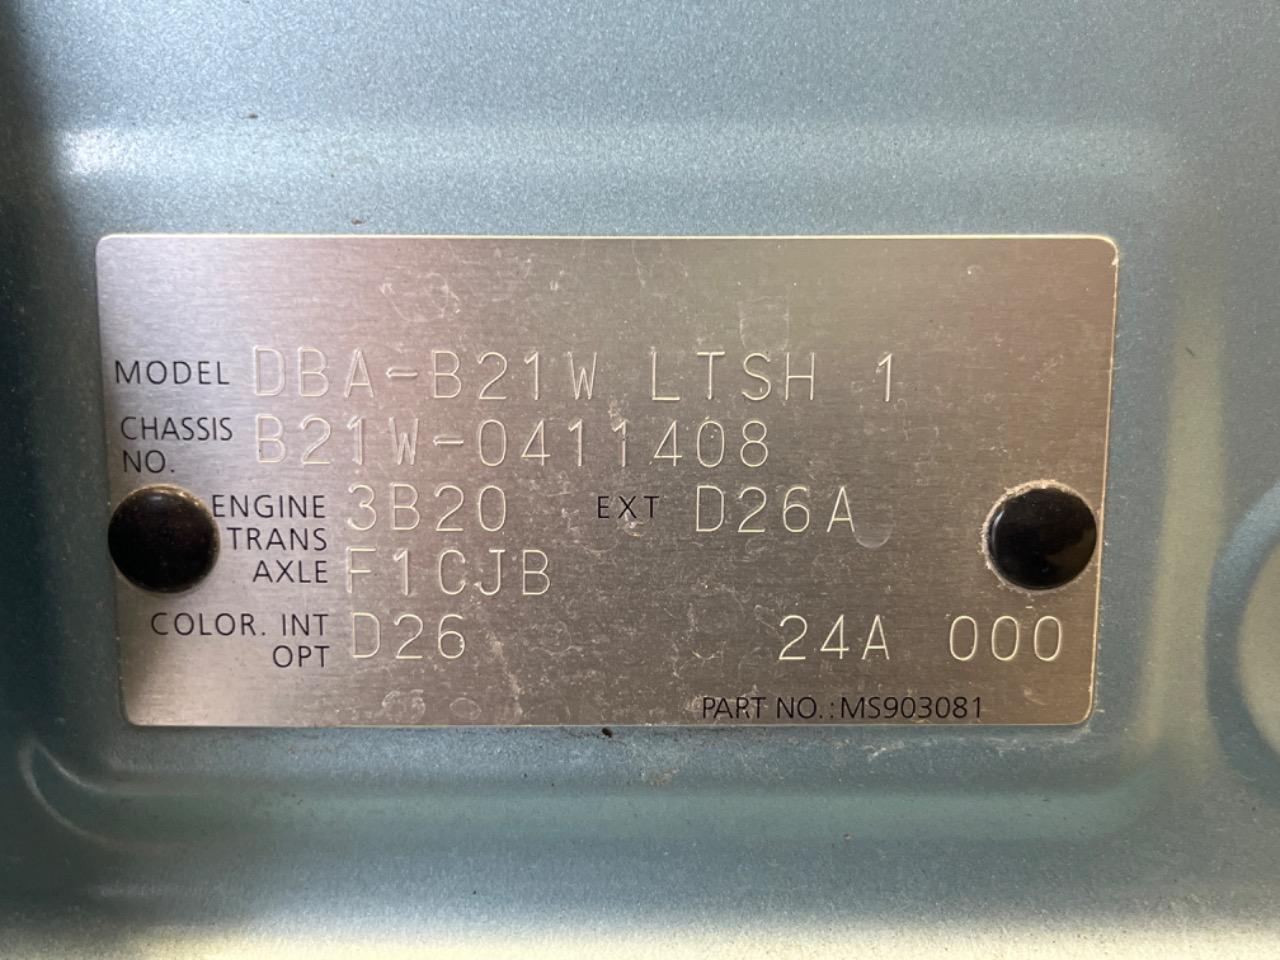 MODEL DBA-B21W LTSH 1
CHASSIS NO. B21W-0411408
ENGINE 3B20 EXT D26A
TRANS AXLE F1CJB
COLOR. INT OPT D26 24A 000
PART NO.:MS903081